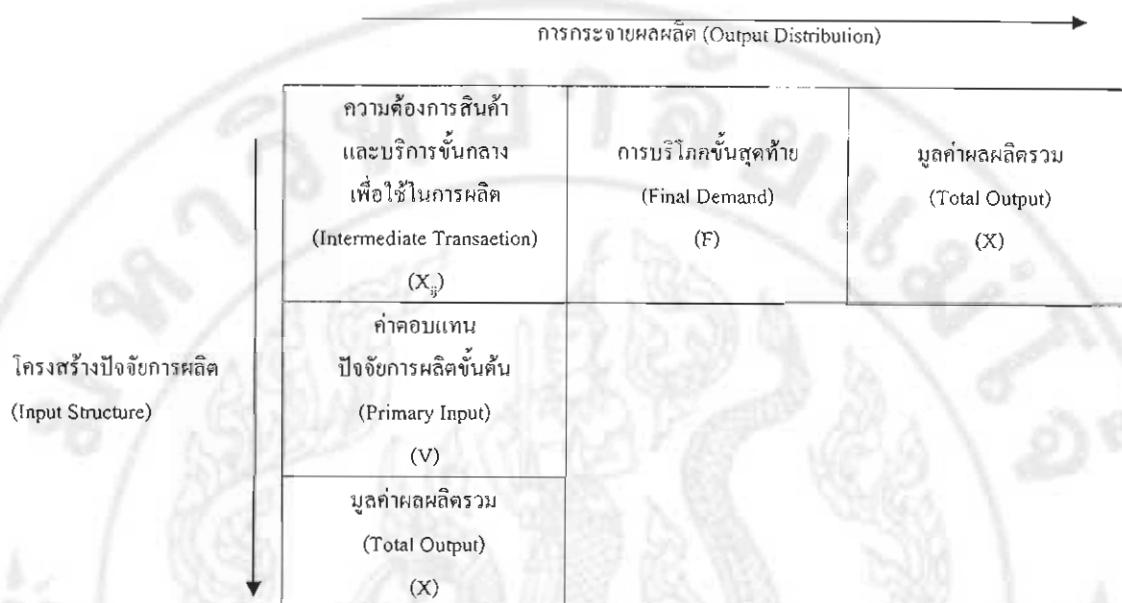 การกระจายผลผลิต (Output Distribution)
ความต้องการสินค้า
และบริการขั้นกลาง
เพื่อใช้ในการผลิต
(Intermediate Transaetion)
(X_ij)
การบริโภคขั้นสุดท้าย
(Final Demand)
(F)
มูลค่าผลผลิตรวม
(Total Output)
(X)
โครงสร้างปัจจัยการผลิต
(Input Structure)
ค่าตอบแทน
ปัจจัยการผลิตขั้นต้น
(Primary Input)
(V)
มูลค่าผลผลิตรวม
(Total Output)
(X)